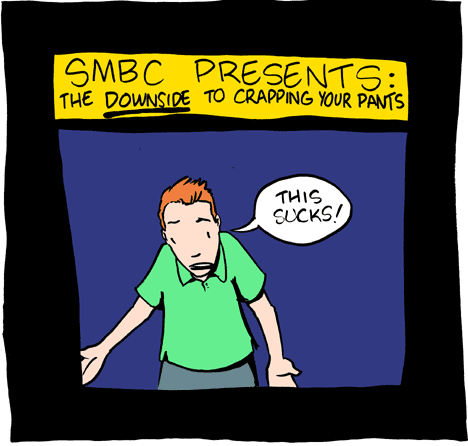 SMBC PRESENTS:
THE DOWNSIDE TO CRAPPING YOUR PANTS
THIS
SUCKS!